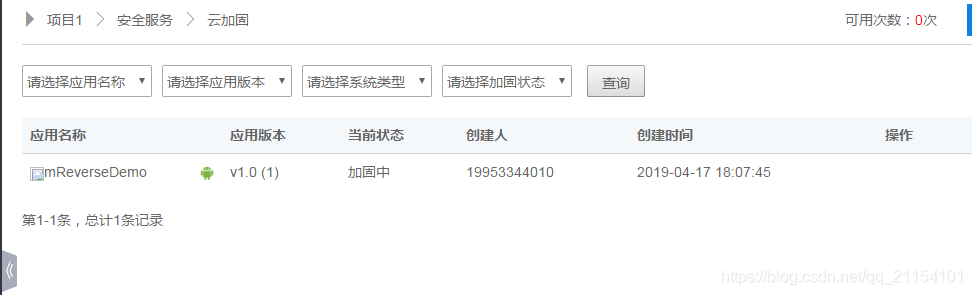 项目1 安全服务 云加固 可用次数：0次
请选择应用名称 请选择应用版本 请选择系统类型 请选择加固状态 查询
应用名称 应用版本 当前状态 创建人 创建时间 操作
mReverseDemo v1.0 (1) 加固中 19953344010 2019-04-17 18:07:45
第1-1条，总计1条记录
https://blog.csdn.net/qq_21154101